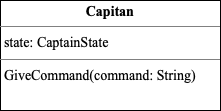 Capitan
state: CaptainState
GiveCommand(command: String)